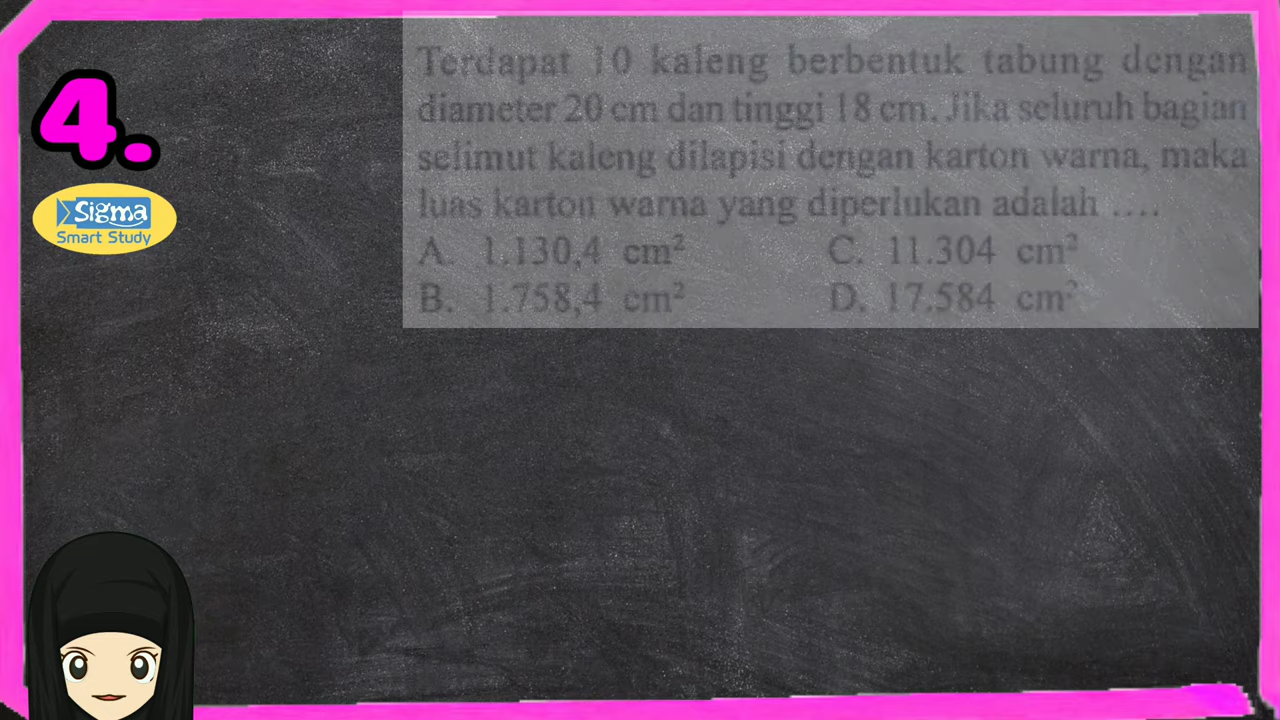 4.
Sigma
Smart Study
Terdapat 10 kaleng berbentuk tabung dengan
diameter 20 cm dan tinggi 18 cm. Jika seluruh bagian
selimut kaleng dilapisi dengan karton warna, maka
luas karton warna yang diperlukan adalah ....
A. 1.130,4 cm² C. 11.304 cm²
B. 1.758,4 cm² D. 17.584 cm²